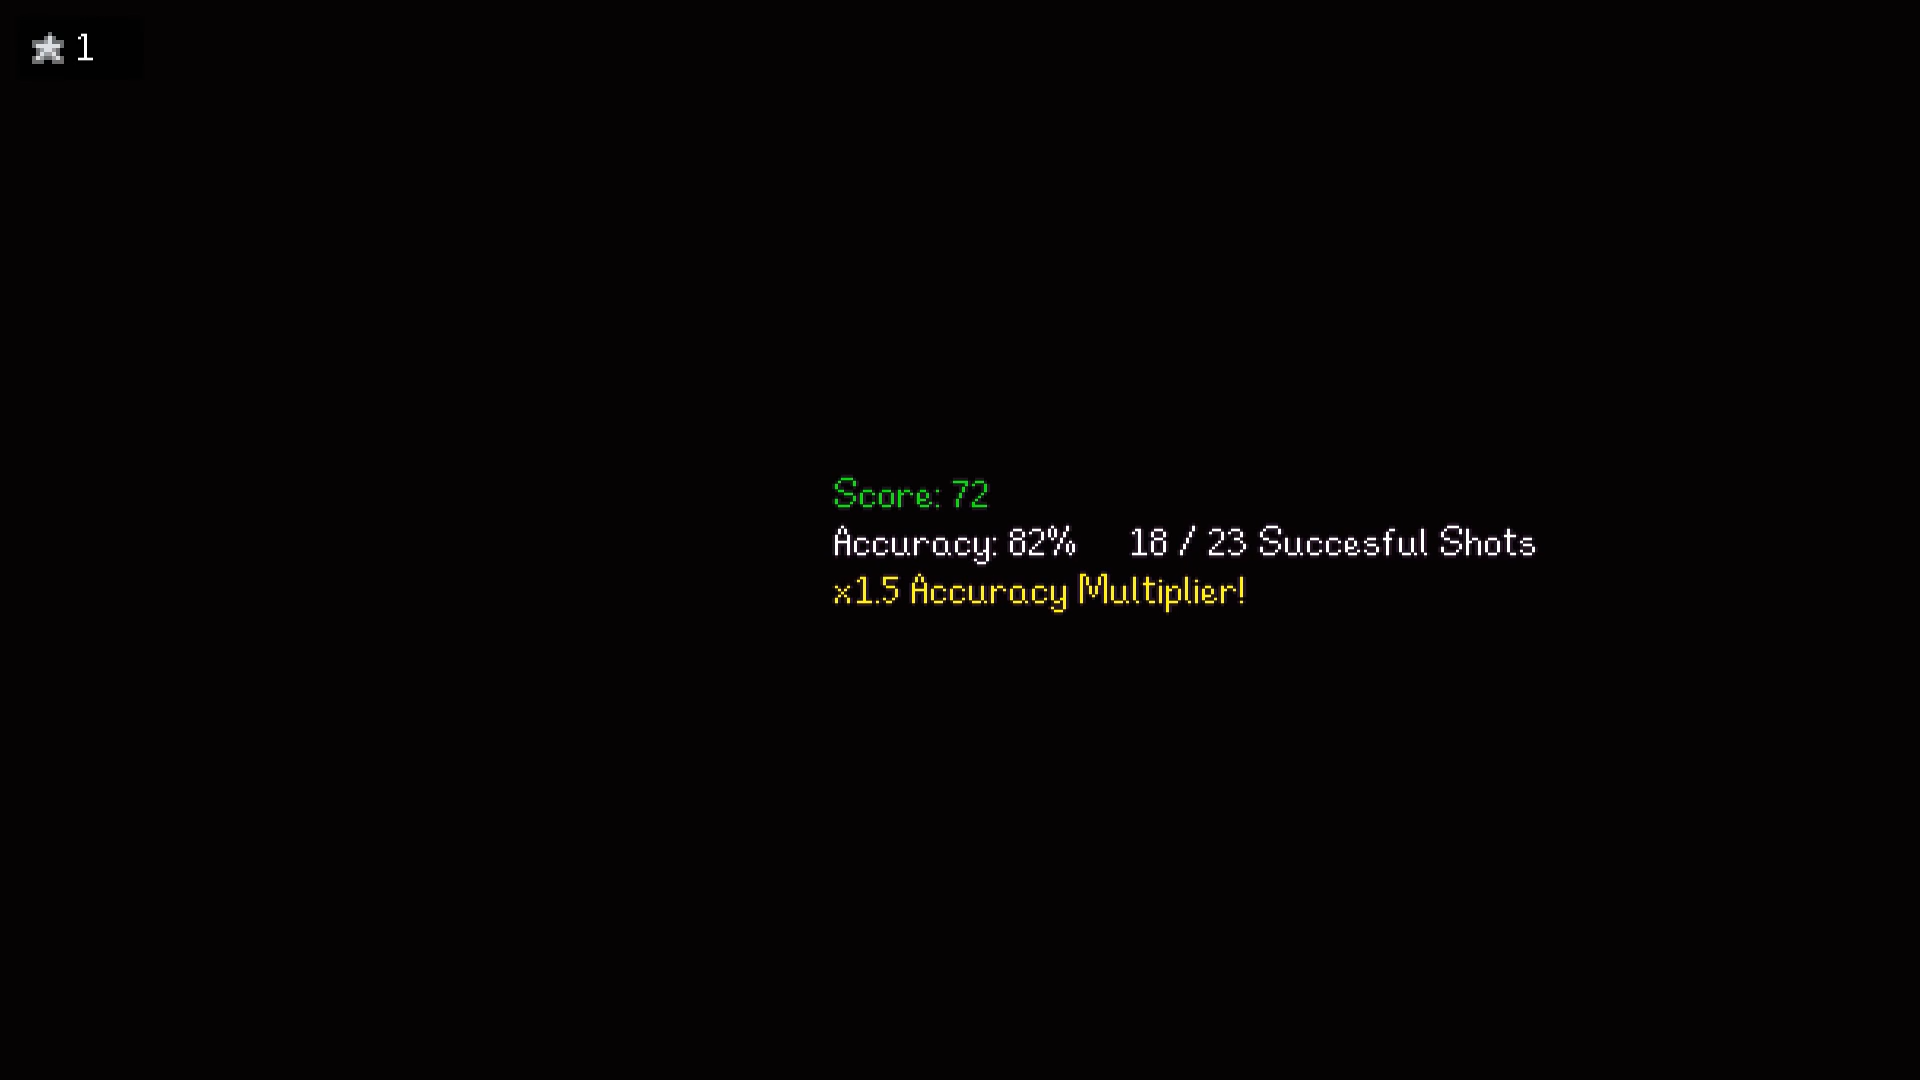 1
Score: 72
Accuracy: 82% 18 / 23 Succesful Shots
x1.5 Accuracy Multiplier!